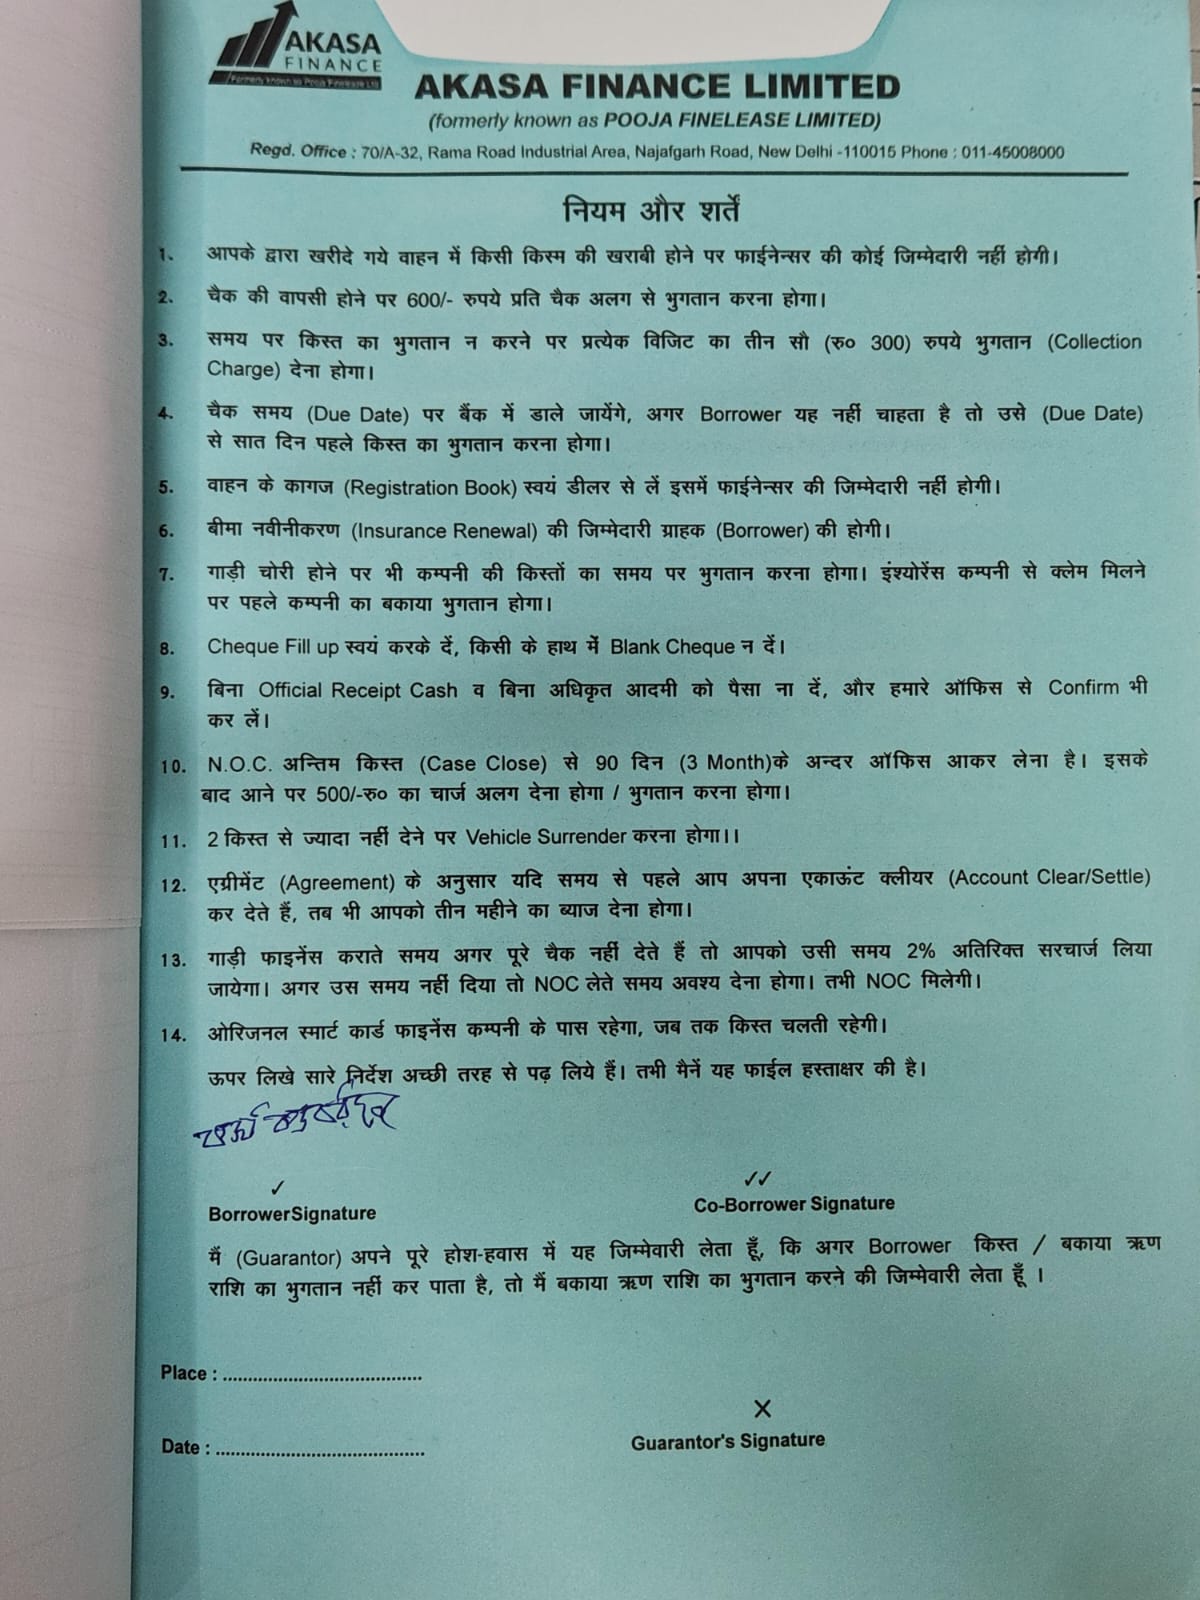 AKASA
FINANCE
Formerly known as Pooja Finelease Ltd.
AKASA FINANCE LIMITED
(formerly known as POOJA FINELEASE LIMITED)
Regd. Office : 70/A-32, Rama Road Industrial Area, Najafgarh Road, New Delhi -110015 Phone : 011-45008000
नियम और शर्तें
1. आपके द्वारा खरीदे गये वाहन में किसी किस्म की खराबी होने पर फाईनेन्सर की कोई जिम्मेदारी नहीं होगी।
2. चैक की वापसी होने पर 600/- रुपये प्रति चैक अलग से भुगतान करना होगा।
3. समय पर किस्त का भुगतान न करने पर प्रत्येक विजिट का तीन सौ (रु० 300) रुपये भुगतान (Collection
Charge) देना होगा।
4. चैक समय (Due Date) पर बैंक में डाले जायेंगे, अगर Borrower यह नहीं चाहता है तो उसे (Due Date)
से सात दिन पहले किस्त का भुगतान करना होगा।
5. वाहन के कागज (Registration Book) स्वयं डीलर से लें इसमें फाईनेन्सर की जिम्मेदारी नहीं होगी।
6. बीमा नवीनीकरण (Insurance Renewal) की जिम्मेदारी ग्राहक (Borrower) की होगी।
7. गाड़ी चोरी होने पर भी कम्पनी की किस्तों का समय पर भुगतान करना होगा। इंश्योरेंस कम्पनी से क्लेम मिलने
पर पहले कम्पनी का बकाया भुगतान होगा।
8. Cheque Fill up स्वयं करके दें, किसी के हाथ में Blank Cheque न दें।
9. बिना Official Receipt Cash व बिना अधिकृत आदमी को पैसा ना दें, और हमारे ऑफिस से Confirm भी
कर लें।
10. N.O.C. अन्तिम किस्त (Case Close) से 90 दिन (3 Month)के अन्दर ऑफिस आकर लेना है। इसके
बाद आने पर 500/-रु० का चार्ज अलग देना होगा / भुगतान करना होगा।
11. 2 किस्त से ज्यादा नहीं देने पर Vehicle Surrender करना होगा।।
12. एग्रीमेंट (Agreement) के अनुसार यदि समय से पहले आप अपना एकाऊंट क्लीयर (Account Clear/Settle)
कर देते हैं, तब भी आपको तीन महीने का ब्याज देना होगा।
13. गाड़ी फाइनेंस कराते समय अगर पूरे चैक नहीं देते हैं तो आपको उसी समय 2% अतिरिक्त सरचार्ज लिया
जायेगा। अगर उस समय नहीं दिया तो NOC लेते समय अवश्य देना होगा। तभी NOC मिलेगी।
14. ओरिजनल स्मार्ट कार्ड फाइनेंस कम्पनी के पास रहेगा, जब तक किस्त चलती रहेगी।
ऊपर लिखे सारे निर्देश अच्छी तरह से पढ़ लिये हैं। तभी मैनें यह फाईल हस्ताक्षर की है।
✓ ✓✓
BorrowerSignature Co-Borrower Signature
मैं (Guarantor) अपने पूरे होश-हवास में यह जिम्मेवारी लेता हूँ, कि अगर Borrower किस्त / बकाया ऋण
राशि का भुगतान नहीं कर पाता है, तो मैं बकाया ऋण राशि का भुगतान करने की जिम्मेवारी लेता हूँ ।
Place : ........................................
X
Date : ........................................ Guarantor's Signature